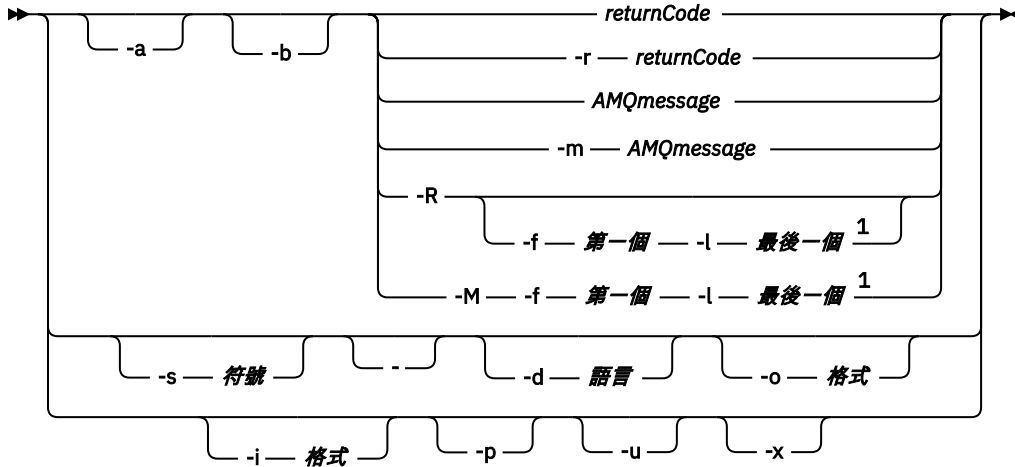 returnCode
-a -b
-r returnCode
AMQmessage
-m AMQmessage
-R
-f 第一個 -l 最後一個 1
-M -f 第一個 -l 最後一個 1
-s 符號 - -d 語言 -o 格式
-i 格式 -p -u -x